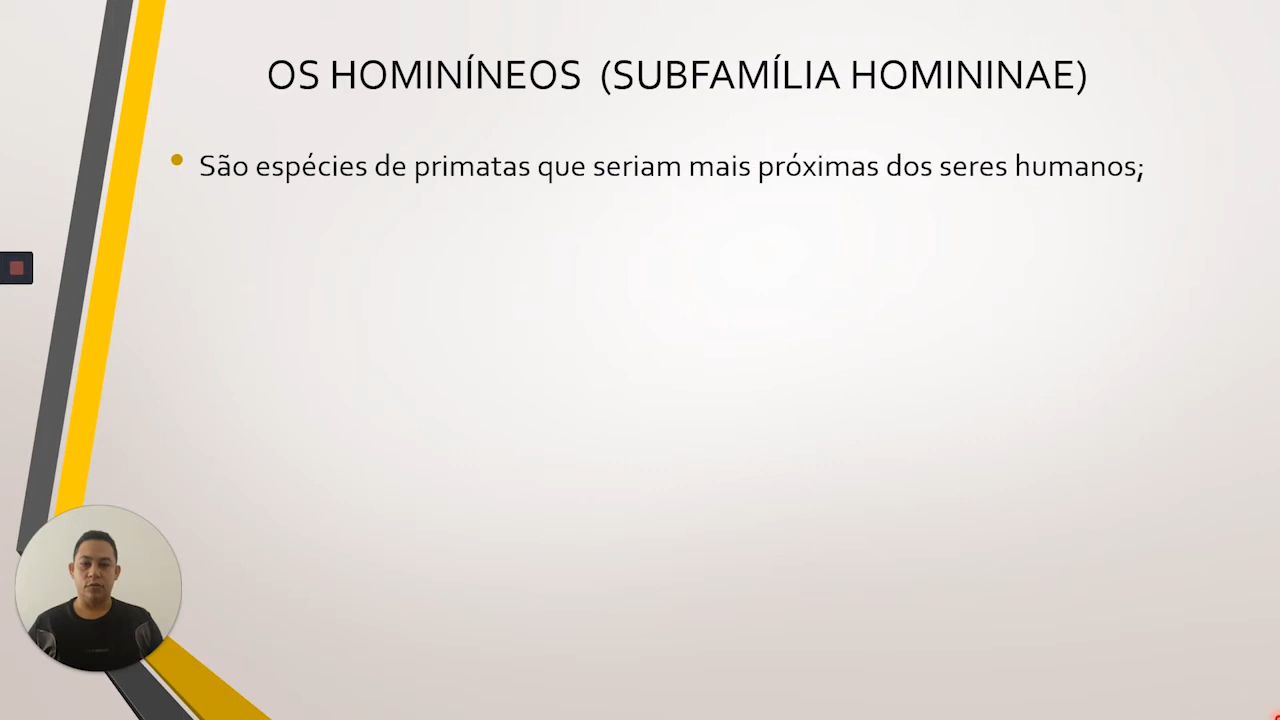 OS HOMINÍNEOS (SUBFAMÍLIA HOMININAE)
• São espécies de primatas que seriam mais próximas dos seres humanos;